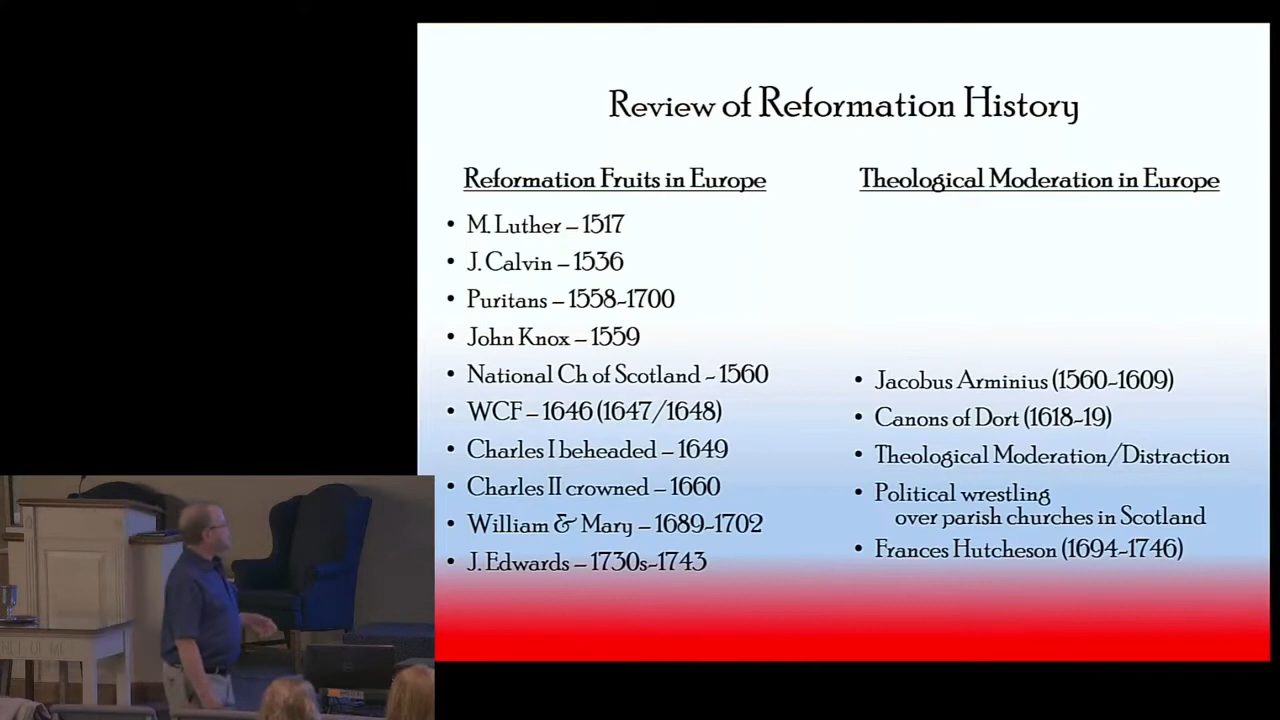 Review of Reformation History
Reformation Fruits in Europe
• M. Luther – 1517
• J. Calvin – 1536
• Puritans – 1558-1700
• John Knox – 1559
• National Ch of Scotland - 1560
• WCF – 1646 (1647/1648)
• Charles I beheaded – 1649
• Charles II crowned – 1660
• William & Mary – 1689-1702
• J. Edwards – 1730s-1743
Theological Moderation in Europe
• Jacobus Arminius (1560-1609)
• Canons of Dort (1618-19)
• Theological Moderation/Distraction
• Political wrestling
over parish churches in Scotland
• Frances Hutcheson (1694-1746)
OF ME